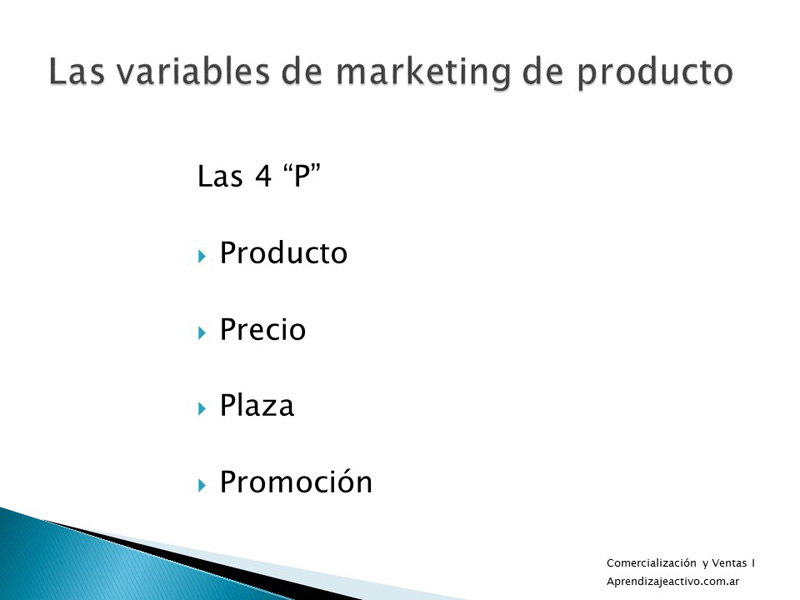 Las variables de marketing de producto
Las 4 “P”
Producto
Precio
Plaza
Promoción
Comercialización y Ventas I
Aprendizajeactivo.com.ar